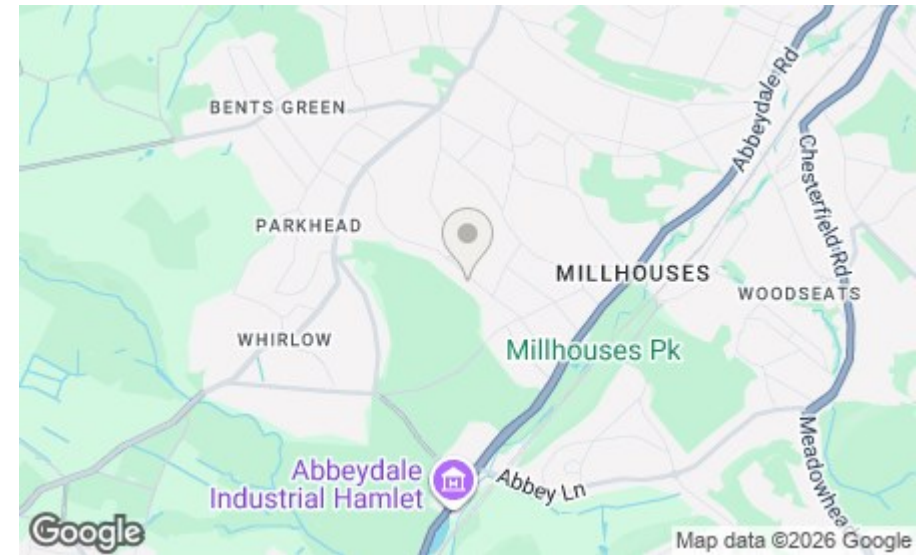 BENTS GREEN
Abbeydale Rd
Chesterfield Rd
PARKHEAD
MILLHOUSES
WOODSEATS
WHIRLOW
Millhouses Pk
Abbeydale
Industrial Hamlet
Abbey Ln
Meadowhead
Google
Map data ©2026 Google